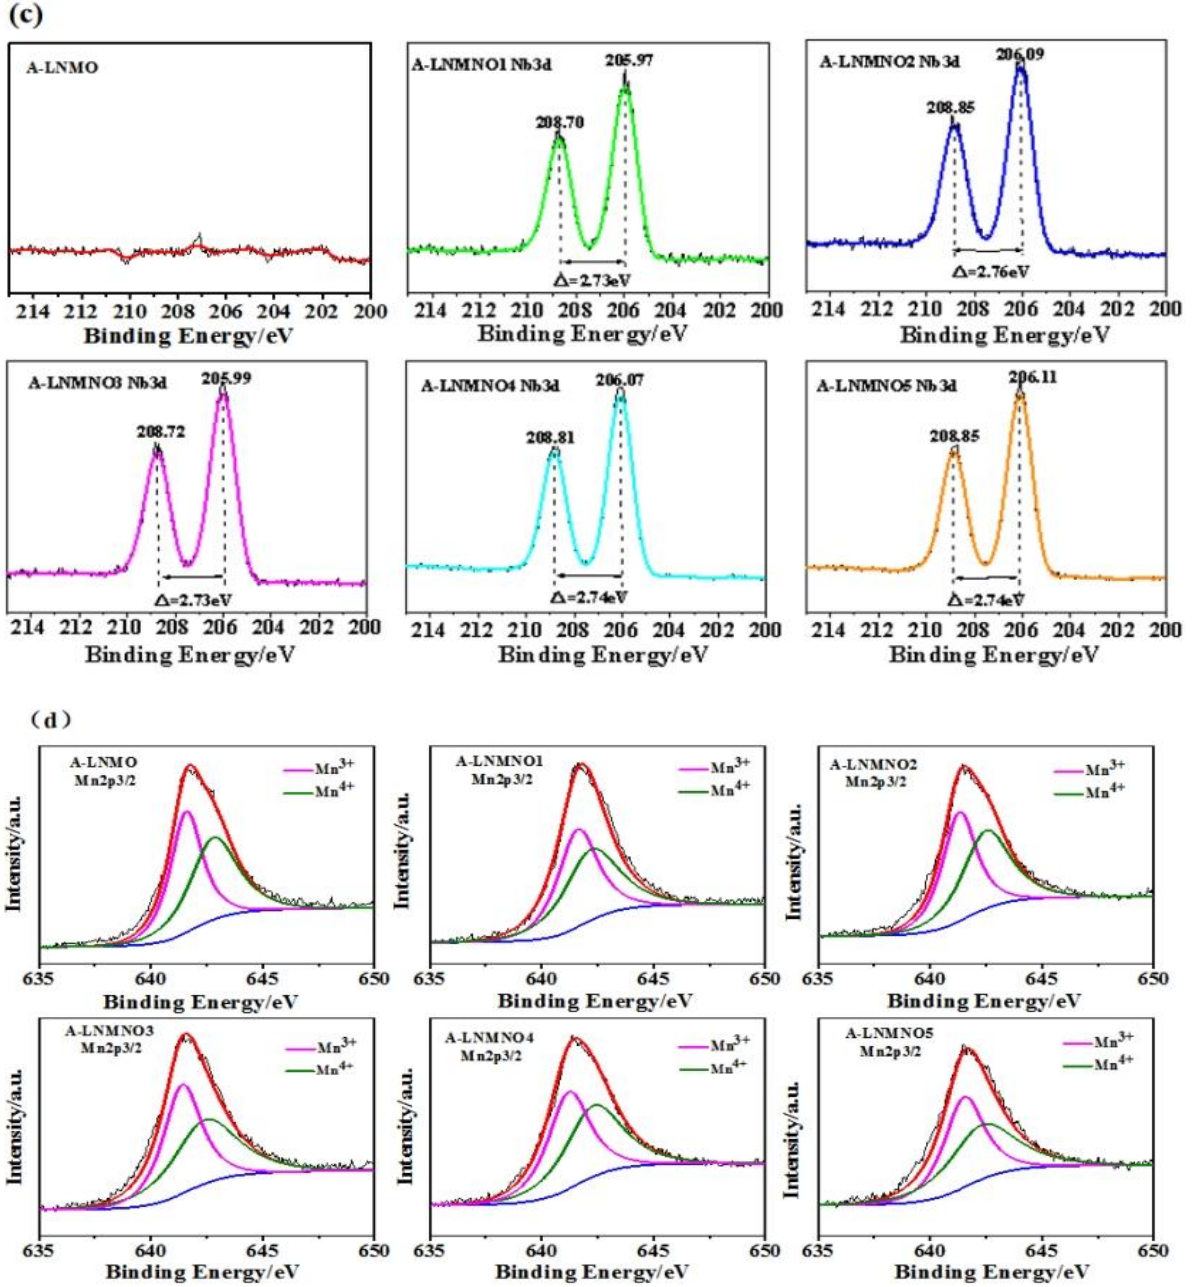 (c)
A-LNMO
214 212 210 208 206 204 202 200
Binding Energy/eV
A-LNMNO1 Nb3d
205.97
208.70
Δ=2.73eV
214 212 210 208 206 204 202 200
Binding Energy/eV
A-LNMNO2 Nb3d
206.09
208.85
Δ=2.76eV
214 212 210 208 206 204 202 200
Binding Energy/eV
A-LNMNO3 Nb3d
205.99
208.72
Δ=2.73eV
214 212 210 208 206 204 202 200
Binding Energy/eV
A-LNMNO4 Nb3d
206.07
208.81
Δ=2.74eV
214 212 210 208 206 204 202 200
Binding Energy/eV
A-LNMNO5 Nb3d
206.11
208.85
Δ=2.74eV
214 212 210 208 206 204 202 200
Binding Energy/eV
(d)
A-LNMO
Mn2p3/2
Mn3+
Mn4+
Intensity/a.u.
635 640 645 650
Binding Energy/eV
A-LNMNO1
Mn2p3/2
Mn3+
Mn4+
Intensity/a.u.
635 640 645 650
Binding Energy/eV
A-LNMNO2
Mn2p3/2
Mn3+
Mn4+
Intensity/a.u.
635 640 645 650
Binding Energy/eV
A-LNMNO3
Mn2p3/2
Mn3+
Mn4+
Intensity/a.u.
635 640 645 650
Binding Energy/eV
A-LNMNO4
Mn2p3/2
Mn3+
Mn4+
Intensity/a.u.
635 640 645 650
Binding Energy/eV
A-LNMNO5
Mn2p3/2
Mn3+
Mn4+
Intensity/a.u.
635 640 645 650
Binding Energy/eV